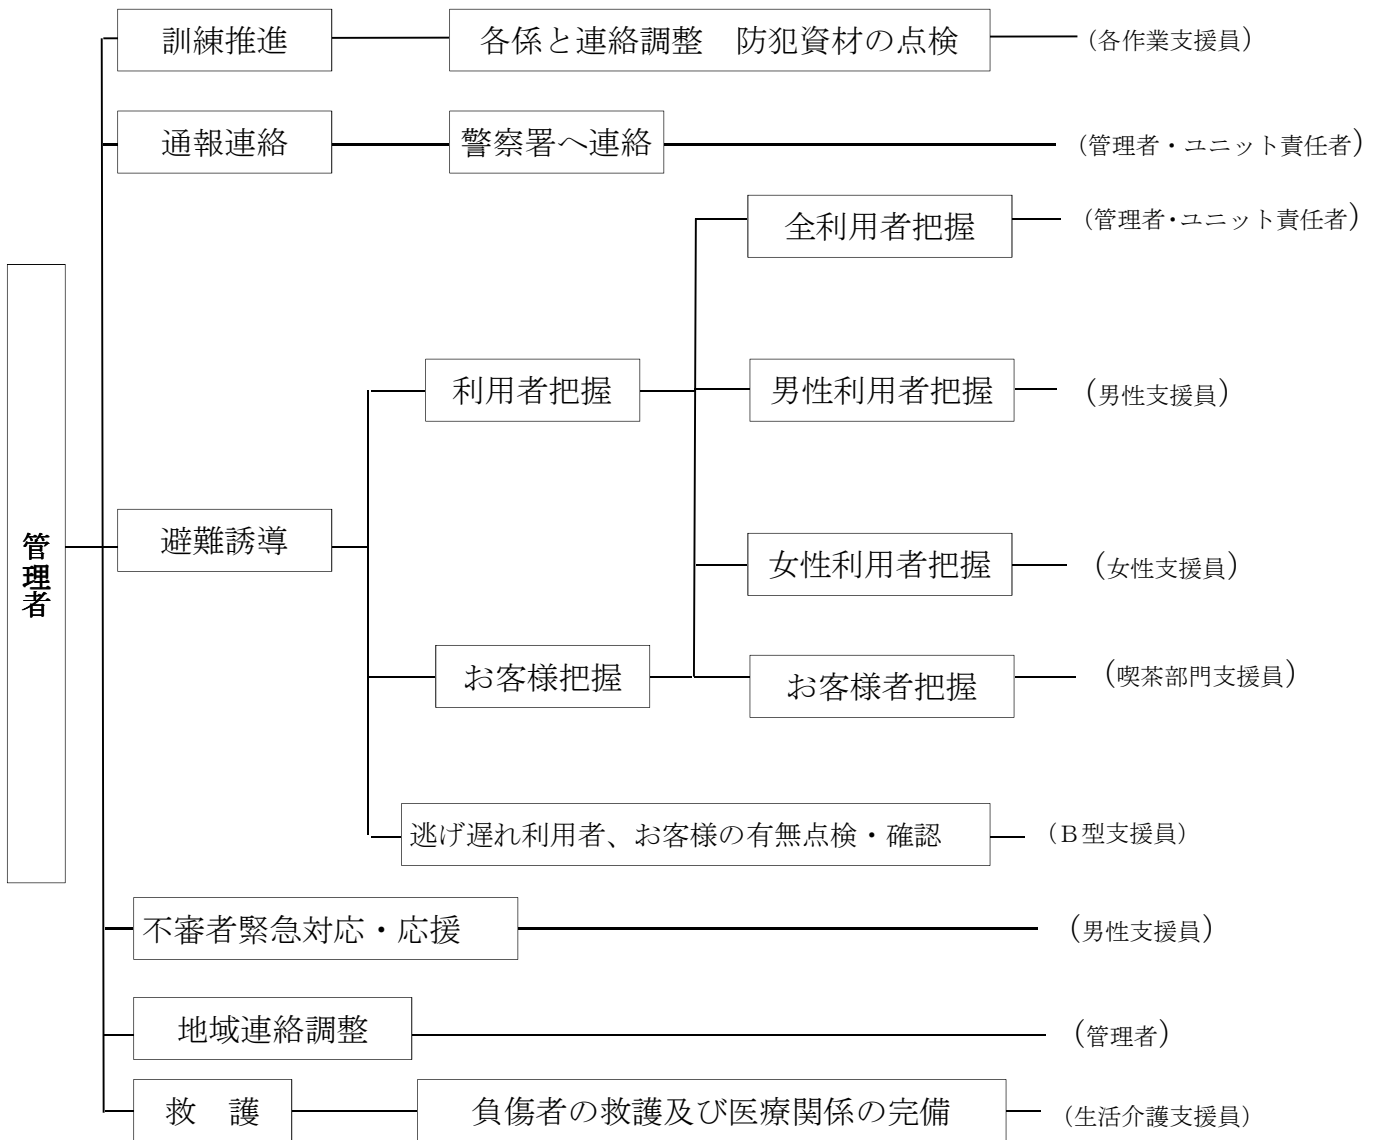 訓練推進
各係と連絡調整　防犯資材の点検
(各作業支援員)
通報連絡
警察署へ連絡
(管理者・ユニット責任者)
全利用者把握
(管理者・ユニット責任者)
利用者把握
男性利用者把握
(男性支援員)
管理者
避難誘導
女性利用者把握
(女性支援員)
お客様把握
お客様者把握
(喫茶部門支援員)
逃げ遅れ利用者、お客様の有無点検・確認
(Ｂ型支援員)
不審者緊急対応・応援
(男性支援員)
地域連絡調整
(管理者)
救　護
負傷者の救護及び医療関係の完備
(生活介護支援員)